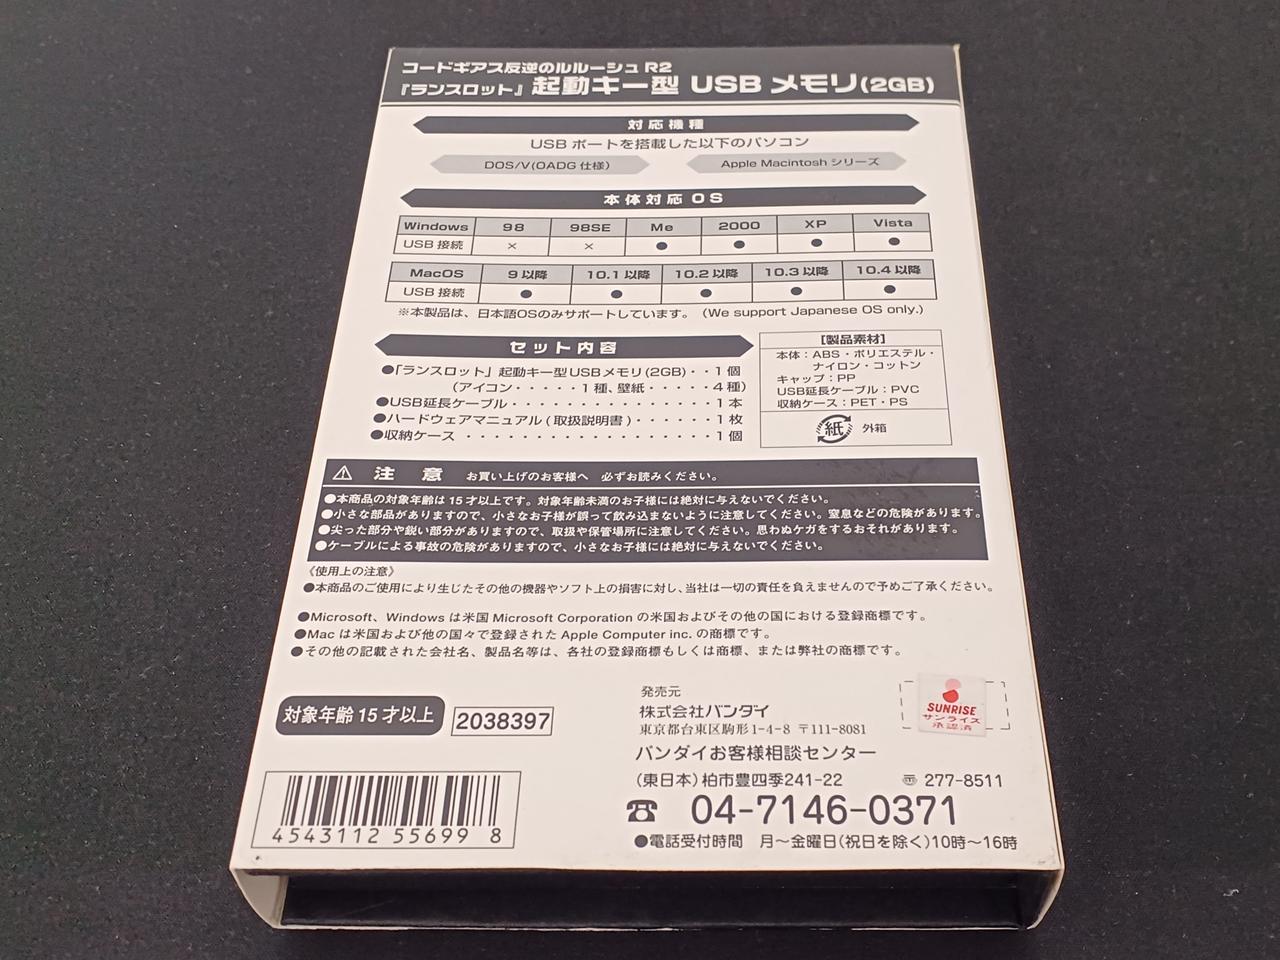 コードギアス反逆のルルーシュ R2
『ランスロット』起動キー型 USB メモリ(2GB)
対応機種
USB ポートを搭載した以下のパソコン
DOS/V(OADG 仕様) Apple Macintosh シリーズ
本体対応 OS
Windows 98 98SE Me 2000 XP Vista
USB 接続 × × ● ● ● ●
MacOS 9 以降 10.1 以降 10.2 以降 10.3 以降 10.4 以降
USB 接続 ● ● ● ● ●
※本製品は、日本語OSのみサポートしています。 (We support Japanese OS only.)
セット内容
●「ランスロット」起動キー型 USB メモリ(2GB)・・1 個
(アイコン・・・・・1 種、壁紙・・・・・4 種)
●USB延長ケーブル・・・・・・・・・・・・・・・1 本
●ハードウェアマニュアル ( 取扱説明書 )・・・・・・1 枚
●収納ケース ・・・・・・・・・・・・・・・・・・1 個
【製品素材】
本体：ABS・ポリエステル・
ナイロン・コットン
キャップ：PP
USB延長ケーブル：PVC
収納ケース：PET・PS
紙 外箱
⚠ 注 意 お買い上げのお客様へ 必ずお読みください。
●本商品の対象年齢は 15 才以上です。対象年齢未満のお子様には絶対に与えないでください。
●小さな部品がありますので、小さなお子様が誤って飲み込まないように注意してください。窒息などの危険があります。
●尖った部分や鋭い部分がありますので、取扱や保管場所に注意してください。思わぬケガをするおそれがあります。
●ケーブルによる事故の危険がありますので、小さなお子様には絶対に与えないでください。
《使用上の注意》
●本商品のご使用により生じたその他の機器やソフト上の損害に対し、当社は一切の責任を負えませんので予めご了承ください。
●Microsoft、Windows は米国 Microsoft Corporation の米国およびその他の国における登録商標です。
●Mac は米国および他の国々で登録された Apple Computer inc. の商標です。
●その他の記載された会社名、製品名等は、各社の登録商標もしくは商標、または弊社の商標です。
対象年齢 15 才以上
2038397
4543112 55699 8
発売元
株式会社バンダイ
東京都台東区駒形1-4-8 〒111-8081
バンダイお客様相談センター
(東日本) 柏市豊四季241-22 〠 277-8511
☎ 04-7146-0371
●電話受付時間 月～金曜日(祝日を除く)10時～16時
SUNRISE
サンライズ
承認済